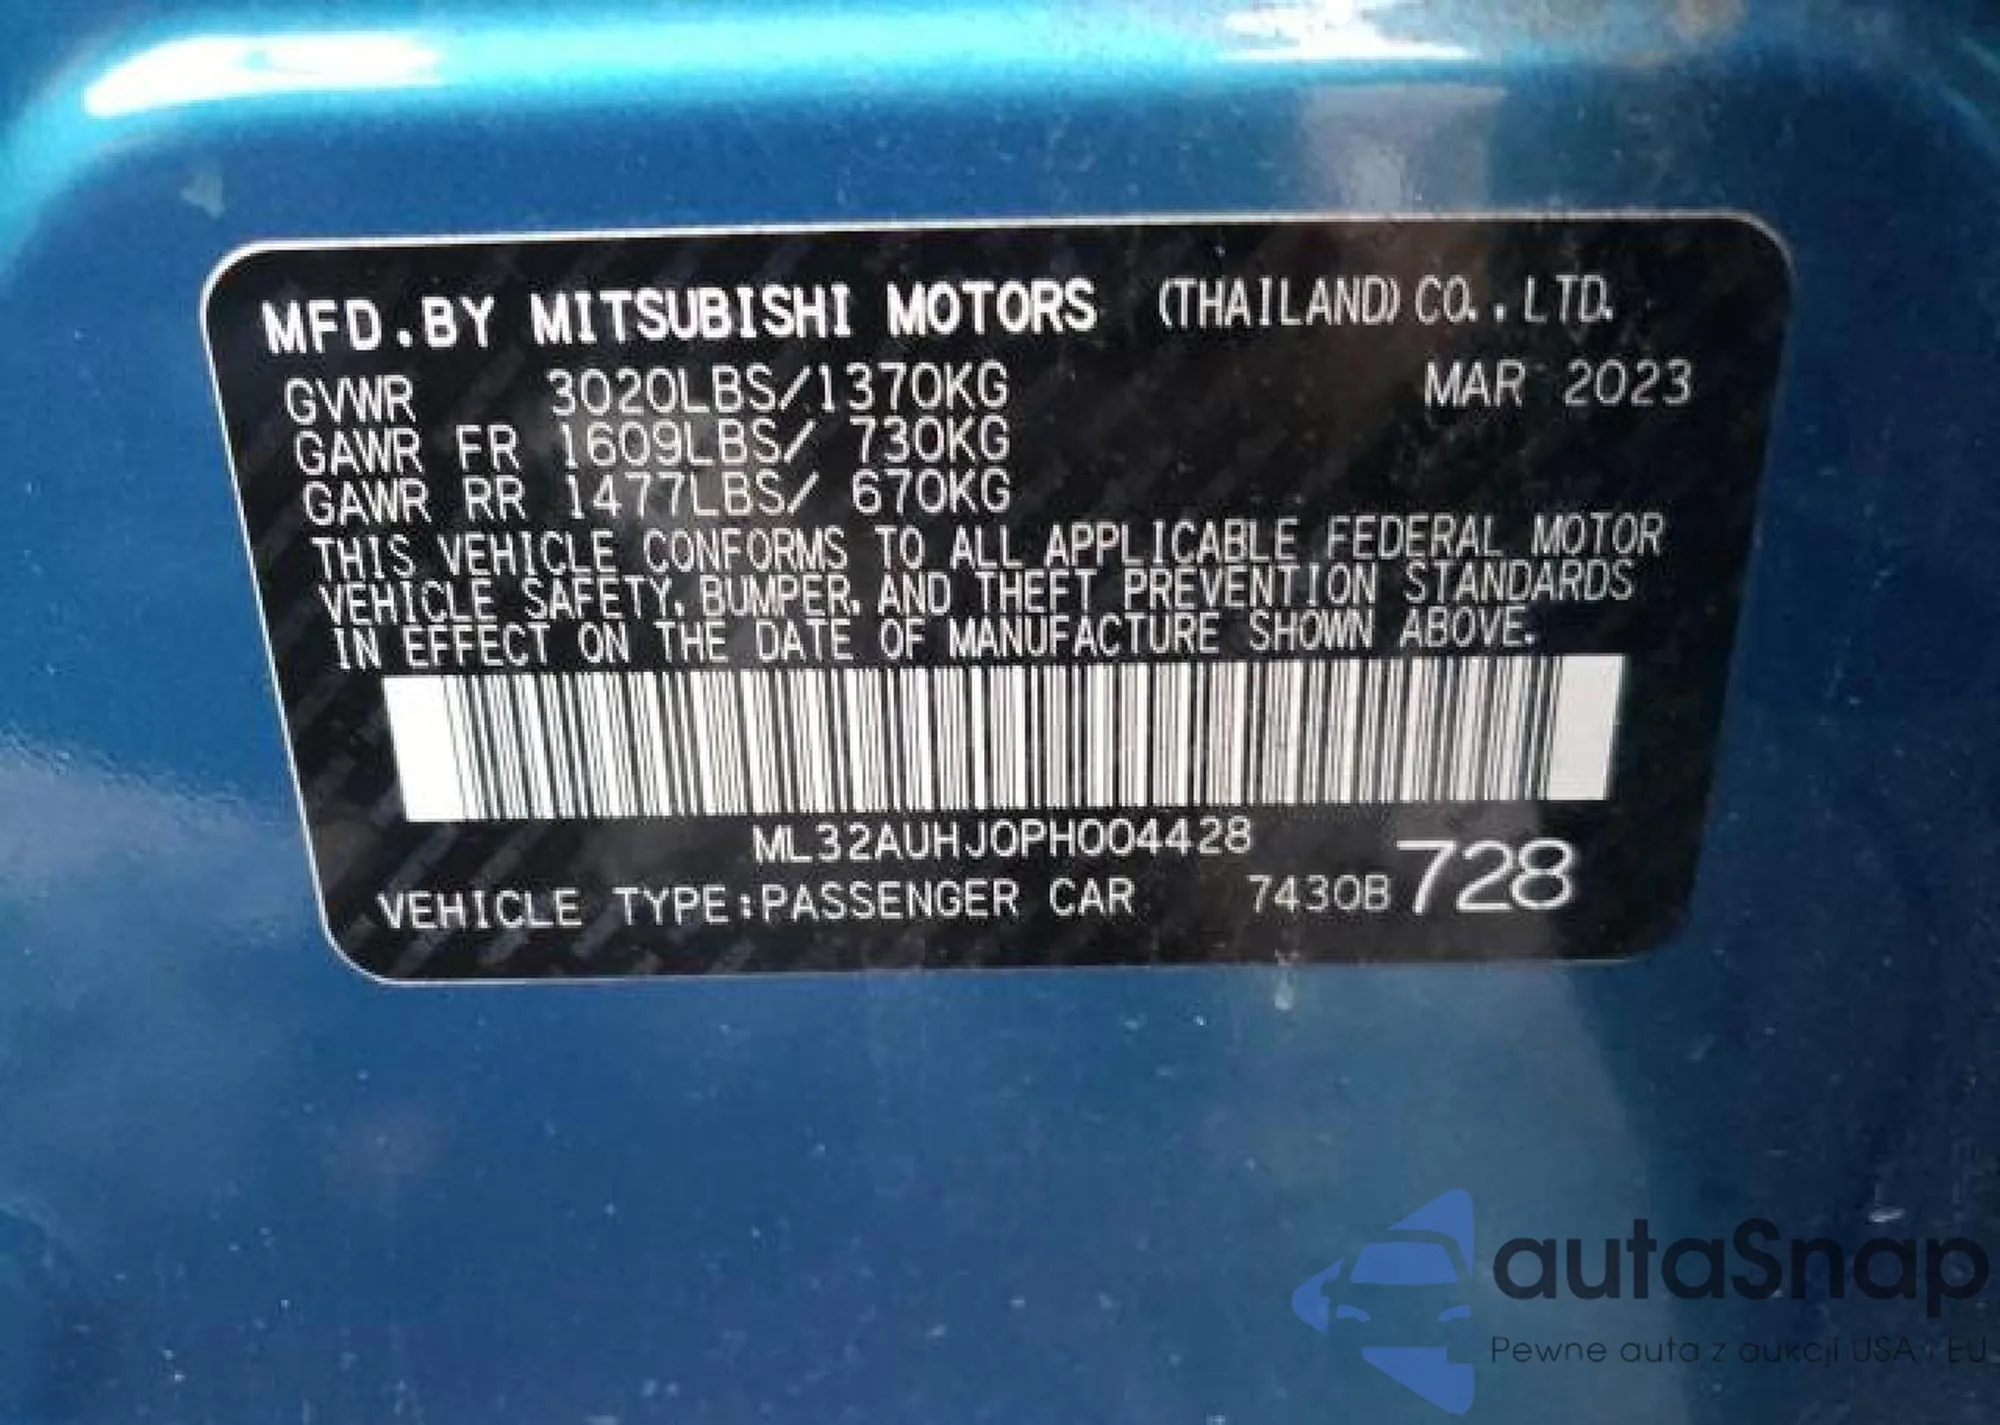 MFD.BY MITSUBISHI MOTORS (THAILAND) CO.,LTD.
GVWR 3020LBS/1370KG MAR 2023
GAWR FR 1609LBS/ 730KG
GAWR RR 1477LBS/ 670KG
THIS VEHICLE CONFORMS TO ALL APPLICABLE FEDERAL MOTOR
VEHICLE SAFETY, BUMPER, AND THEFT PREVENTION STANDARDS
IN EFFECT ON THE DATE OF MANUFACTURE SHOWN ABOVE.
ML32AUHJ0PH004428
VEHICLE TYPE:PASSENGER CAR 7430B 728
autaSnap
Pewne auta z aukcji USA i EU